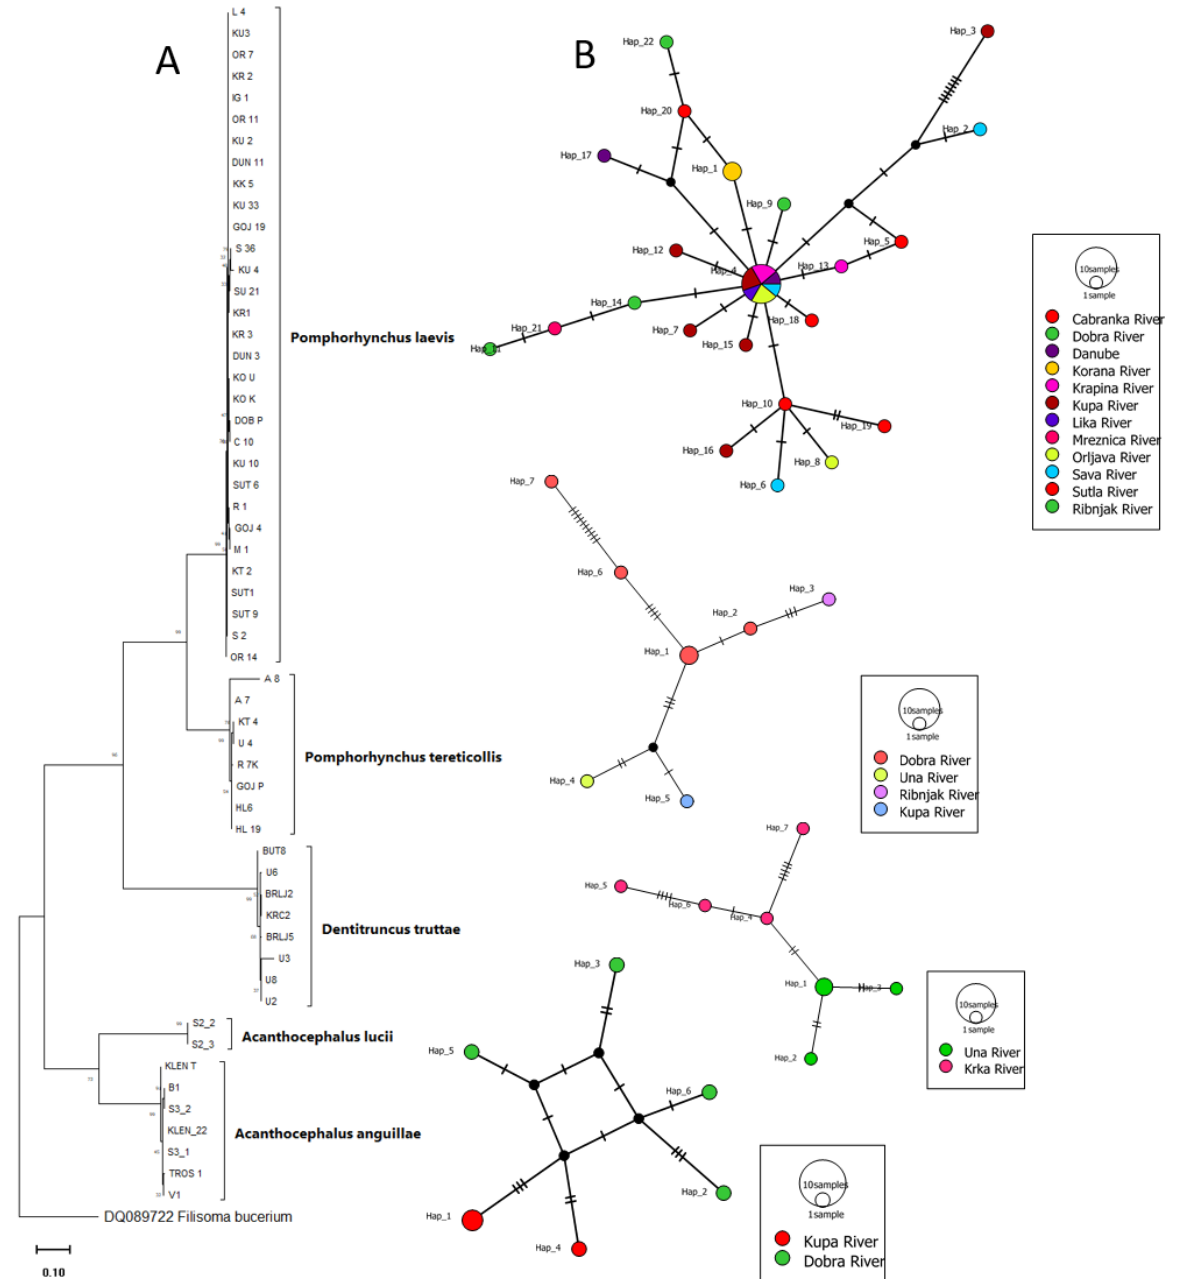 A
L 4
KU3
OR 7
KR 2
IG 1
OR 11
KU 2
DUN 11
KK 5
KU 33
GOJ 19
S 36
KU 4
SU 21
KR1
KR 3
DUN 3
KO U
KO K
DOB P
C 10
KU 10
SUT 6
R 1
GOJ 4
M 1
KT 2
SUT1
SUT 9
S 2
OR 14
Pomphorhynchus laevis
A 8
A 7
KT 4
U 4
R 7K
GOJ P
HL6
HL 19
Pomphorhynchus tereticollis
BUT8
U6
BRLJ2
KRC2
BRLJ5
U3
U8
U2
Dentitruncus truttae
S2_2
S2_3
Acanthocephalus lucii
KLEN T
B1
S3_2
KLEN_22
S3_1
TROS 1
V1
Acanthocephalus anguillae
DQ089722 Filisoma bucerium
0.10
B
Hap_22
Hap_3
Hap_20
Hap_2
Hap_17
Hap_1
Hap_9
Hap_12
Hap_5
Hap_4
Hap_13
Hap_14
Hap_21
Hap_18
Hap_7
Hap_15
Hap_10
Hap_19
Hap_16
Hap_8
Hap_6
10samples
1sample
Cabranka River
Dobra River
Danube
Korana River
Krapina River
Kupa River
Lika River
Mreznica River
Orljava River
Sava River
Sutla River
Ribnjak River
Hap_7
Hap_6
Hap_3
Hap_2
Hap_1
Hap_4
Hap_5
10samples
1sample
Dobra River
Una River
Ribnjak River
Kupa River
Hap_7
Hap_5
Hap_6
Hap_4
Hap_1
Hap_3
Hap_2
10samples
1sample
Una River
Krka River
Hap_3
Hap_5
Hap_6
Hap_2
Hap_1
Hap_4
10samples
1sample
Kupa River
Dobra River